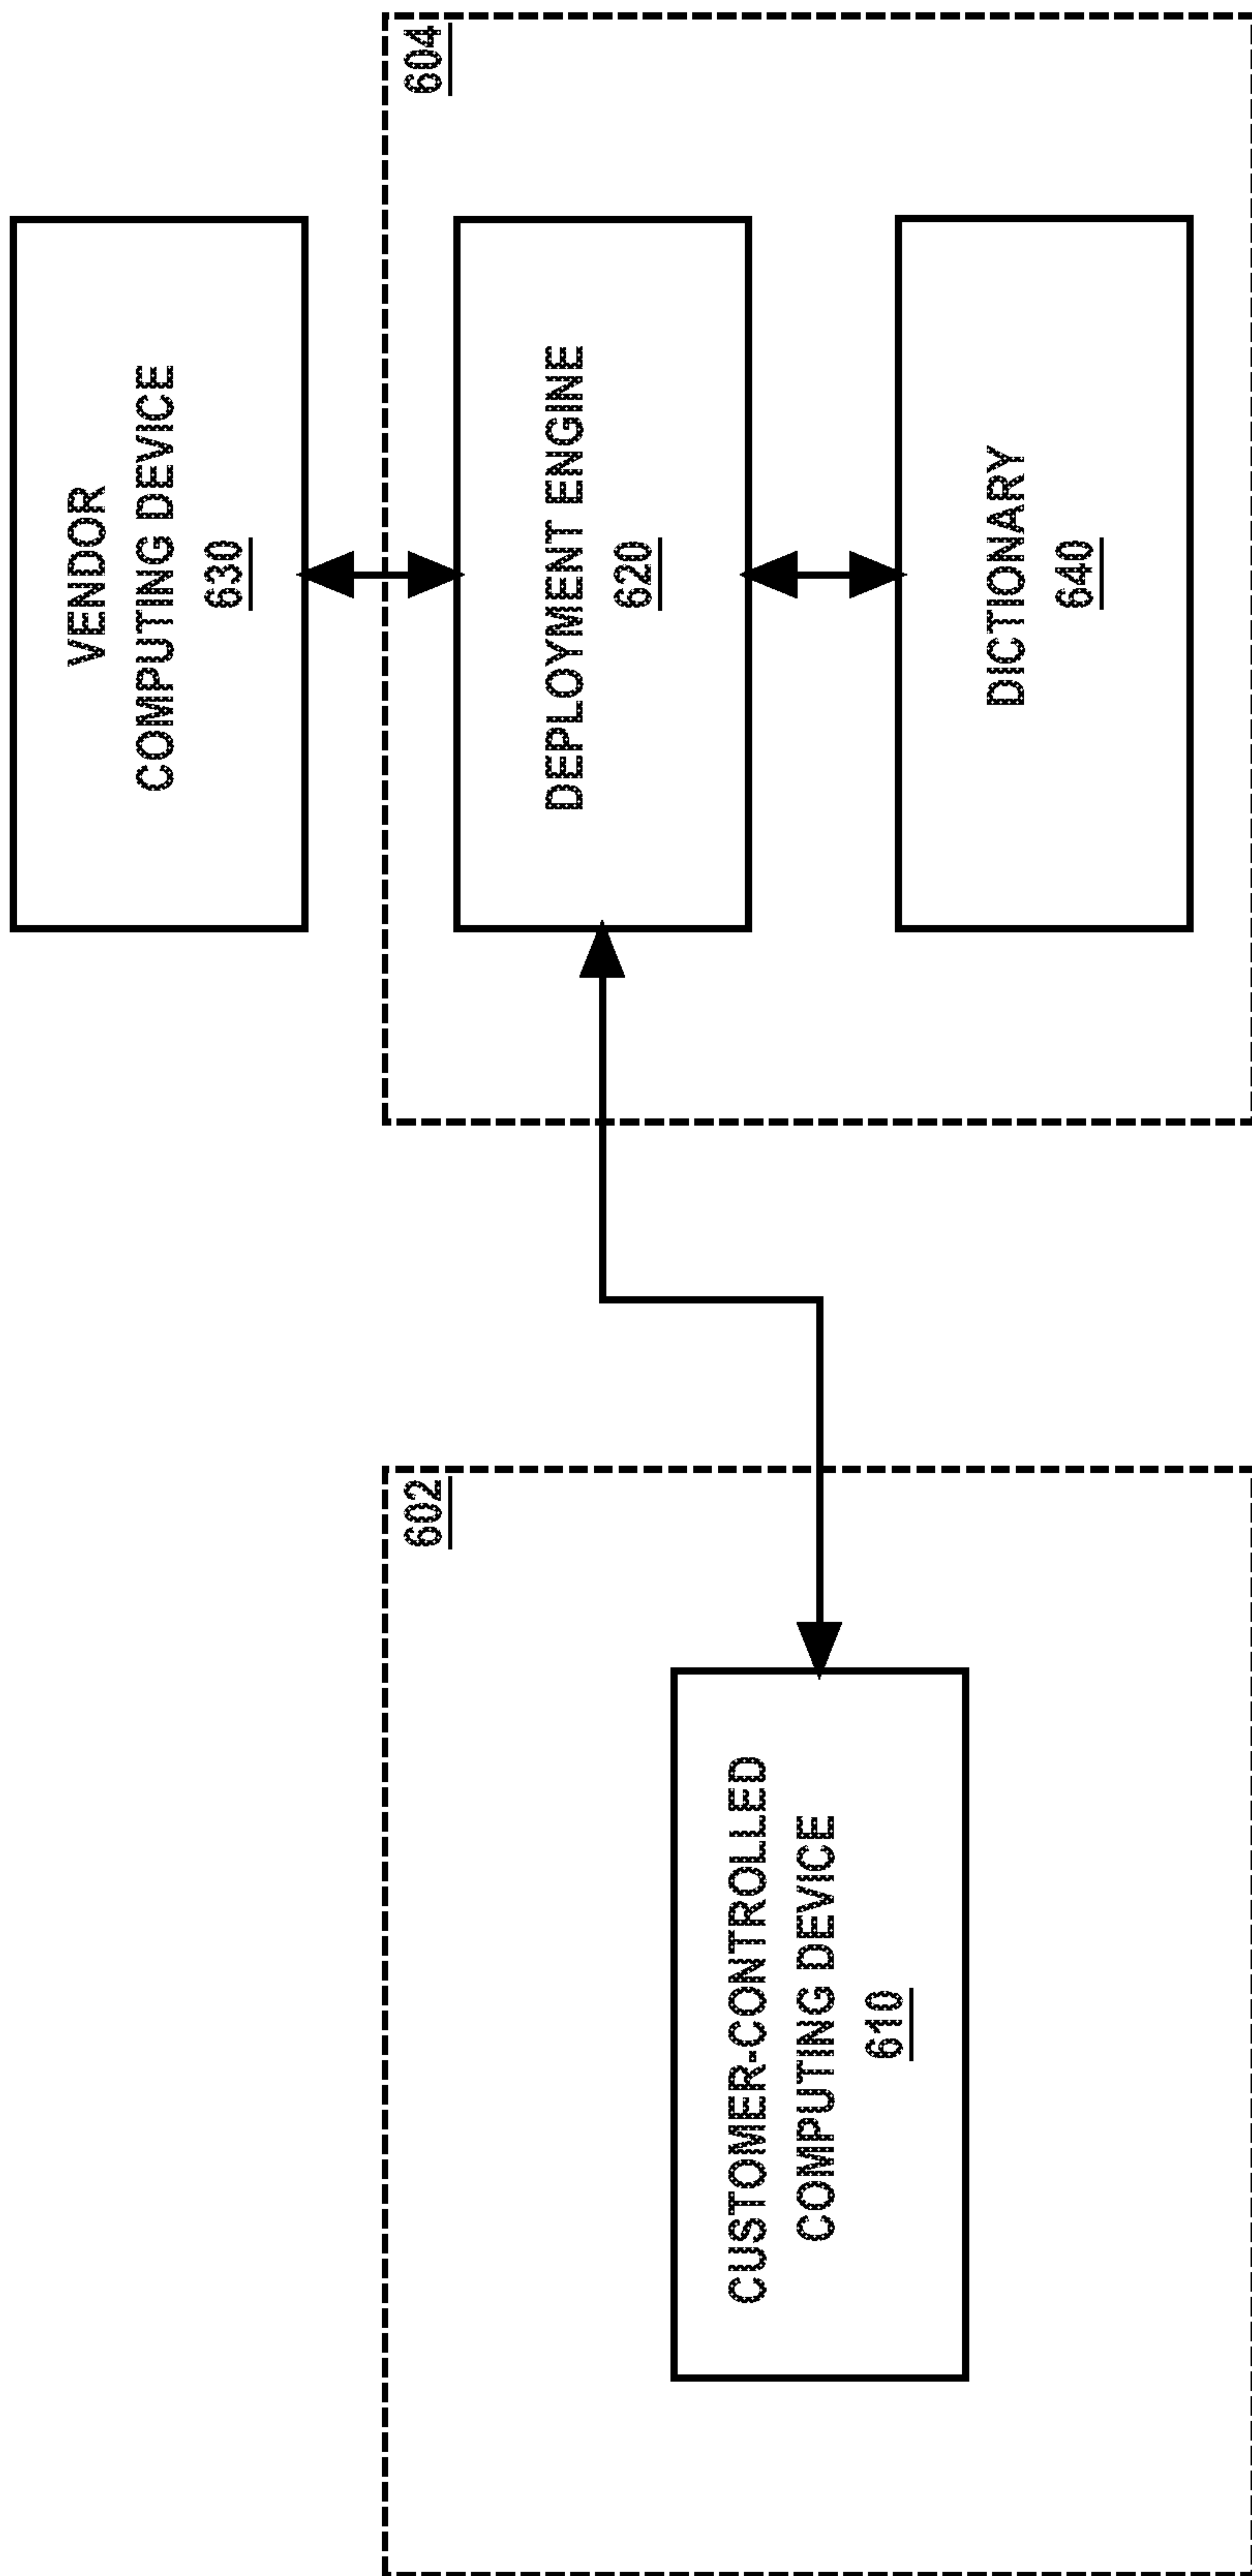 VENDOR
COMPUTING DEVICE
630
602
604
CUSTOMER-CONTROLLED
COMPUTING DEVICE
610
DEPLOYMENT ENGINE
620
DICTIONARY
640